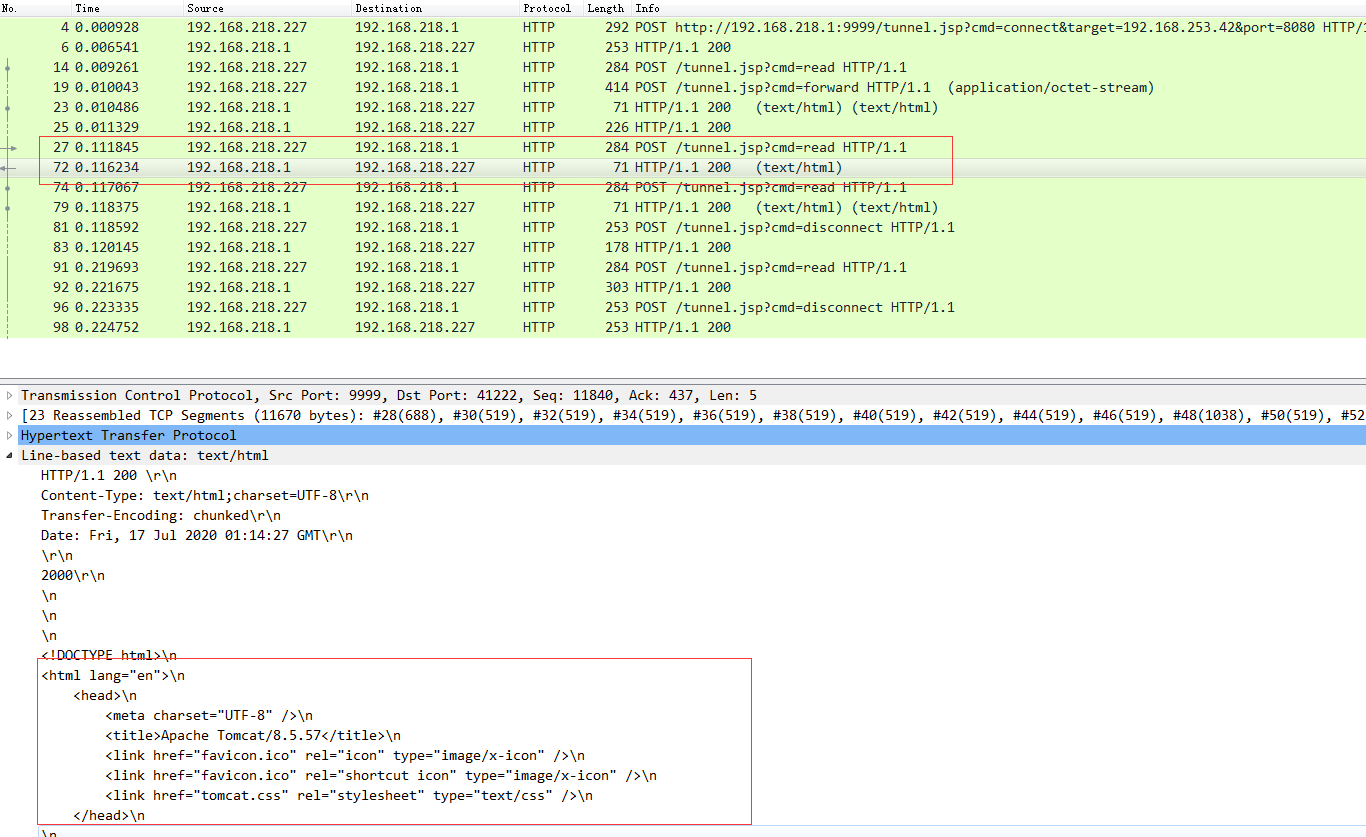 No. Time Source Destination Protocol Length Info
4 0.000928 192.168.218.227 192.168.218.1 HTTP 292 POST http://192.168.218.1:9999/tunnel.jsp?cmd=connect&target=192.168.253.42&port=8080 HTTP/1
6 0.006541 192.168.218.1 192.168.218.227 HTTP 253 HTTP/1.1 200
14 0.009261 192.168.218.227 192.168.218.1 HTTP 284 POST /tunnel.jsp?cmd=read HTTP/1.1
19 0.010043 192.168.218.227 192.168.218.1 HTTP 414 POST /tunnel.jsp?cmd=forward HTTP/1.1 (application/octet-stream)
23 0.010486 192.168.218.1 192.168.218.227 HTTP 71 HTTP/1.1 200 (text/html) (text/html)
25 0.011329 192.168.218.1 192.168.218.227 HTTP 226 HTTP/1.1 200
27 0.111845 192.168.218.227 192.168.218.1 HTTP 284 POST /tunnel.jsp?cmd=read HTTP/1.1
72 0.116234 192.168.218.1 192.168.218.227 HTTP 71 HTTP/1.1 200 (text/html)
74 0.117067 192.168.218.227 192.168.218.1 HTTP 284 POST /tunnel.jsp?cmd=read HTTP/1.1
79 0.118375 192.168.218.1 192.168.218.227 HTTP 71 HTTP/1.1 200 (text/html) (text/html)
81 0.118592 192.168.218.227 192.168.218.1 HTTP 253 POST /tunnel.jsp?cmd=disconnect HTTP/1.1
83 0.120145 192.168.218.1 192.168.218.227 HTTP 178 HTTP/1.1 200
91 0.219693 192.168.218.227 192.168.218.1 HTTP 284 POST /tunnel.jsp?cmd=read HTTP/1.1
92 0.221675 192.168.218.1 192.168.218.227 HTTP 303 HTTP/1.1 200
96 0.223335 192.168.218.227 192.168.218.1 HTTP 253 POST /tunnel.jsp?cmd=disconnect HTTP/1.1
98 0.224752 192.168.218.1 192.168.218.227 HTTP 253 HTTP/1.1 200
Transmission Control Protocol, Src Port: 9999, Dst Port: 41222, Seq: 11840, Ack: 437, Len: 5
[23 Reassembled TCP Segments (11670 bytes): #28(688), #30(519), #32(519), #34(519), #36(519), #38(519), #40(519), #42(519), #44(519), #46(519), #48(1038), #50(519), #52
Hypertext Transfer Protocol
Line-based text data: text/html
HTTP/1.1 200 \r\n
Content-Type: text/html;charset=UTF-8\r\n
Transfer-Encoding: chunked\r\n
Date: Fri, 17 Jul 2020 01:14:27 GMT\r\n
\r\n
2000\r\n
\n
\n
\n
<!DOCTYPE html>\n
<html lang="en">\n
<head>\n
<meta charset="UTF-8" />\n
<title>Apache Tomcat/8.5.57</title>\n
<link href="favicon.ico" rel="icon" type="image/x-icon" />\n
<link href="favicon.ico" rel="shortcut icon" type="image/x-icon" />\n
<link href="tomcat.css" rel="stylesheet" type="text/css" />\n
</head>\n
\n